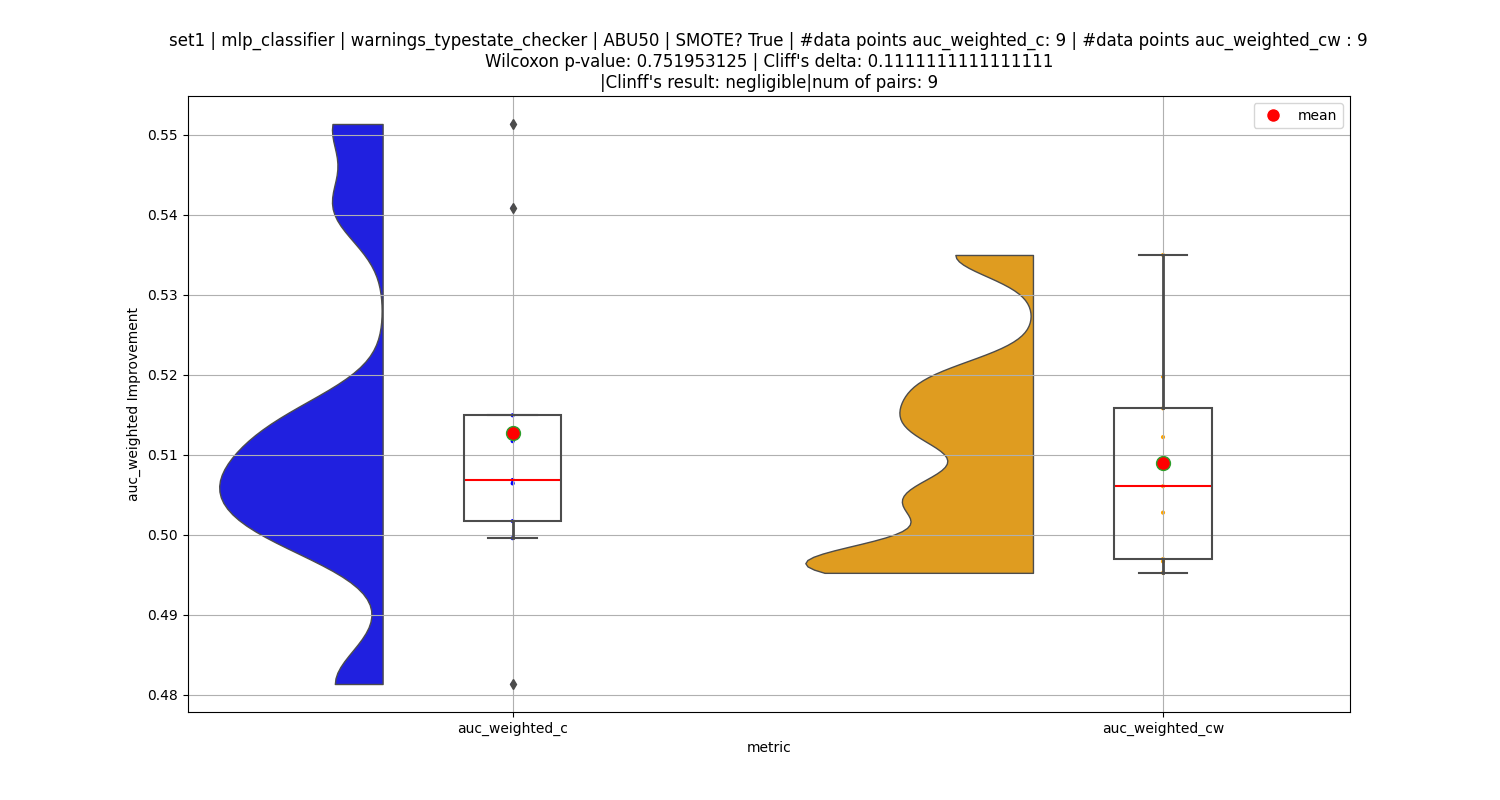 set1 | mlp_classifier | warnings_typestate_checker | ABU50 | SMOTE? True | #data points auc_weighted_c: 9 | #data points auc_weighted_cw : 9
Wilcoxon p-value: 0.751953125 | Cliff's delta: 0.1111111111111111
|Clinff's result: negligible|num of pairs: 9
mean
0.55
0.54
0.53
0.52
0.51
0.50
0.49
0.48
auc_weighted Improvement
auc_weighted_c
auc_weighted_cw
metric